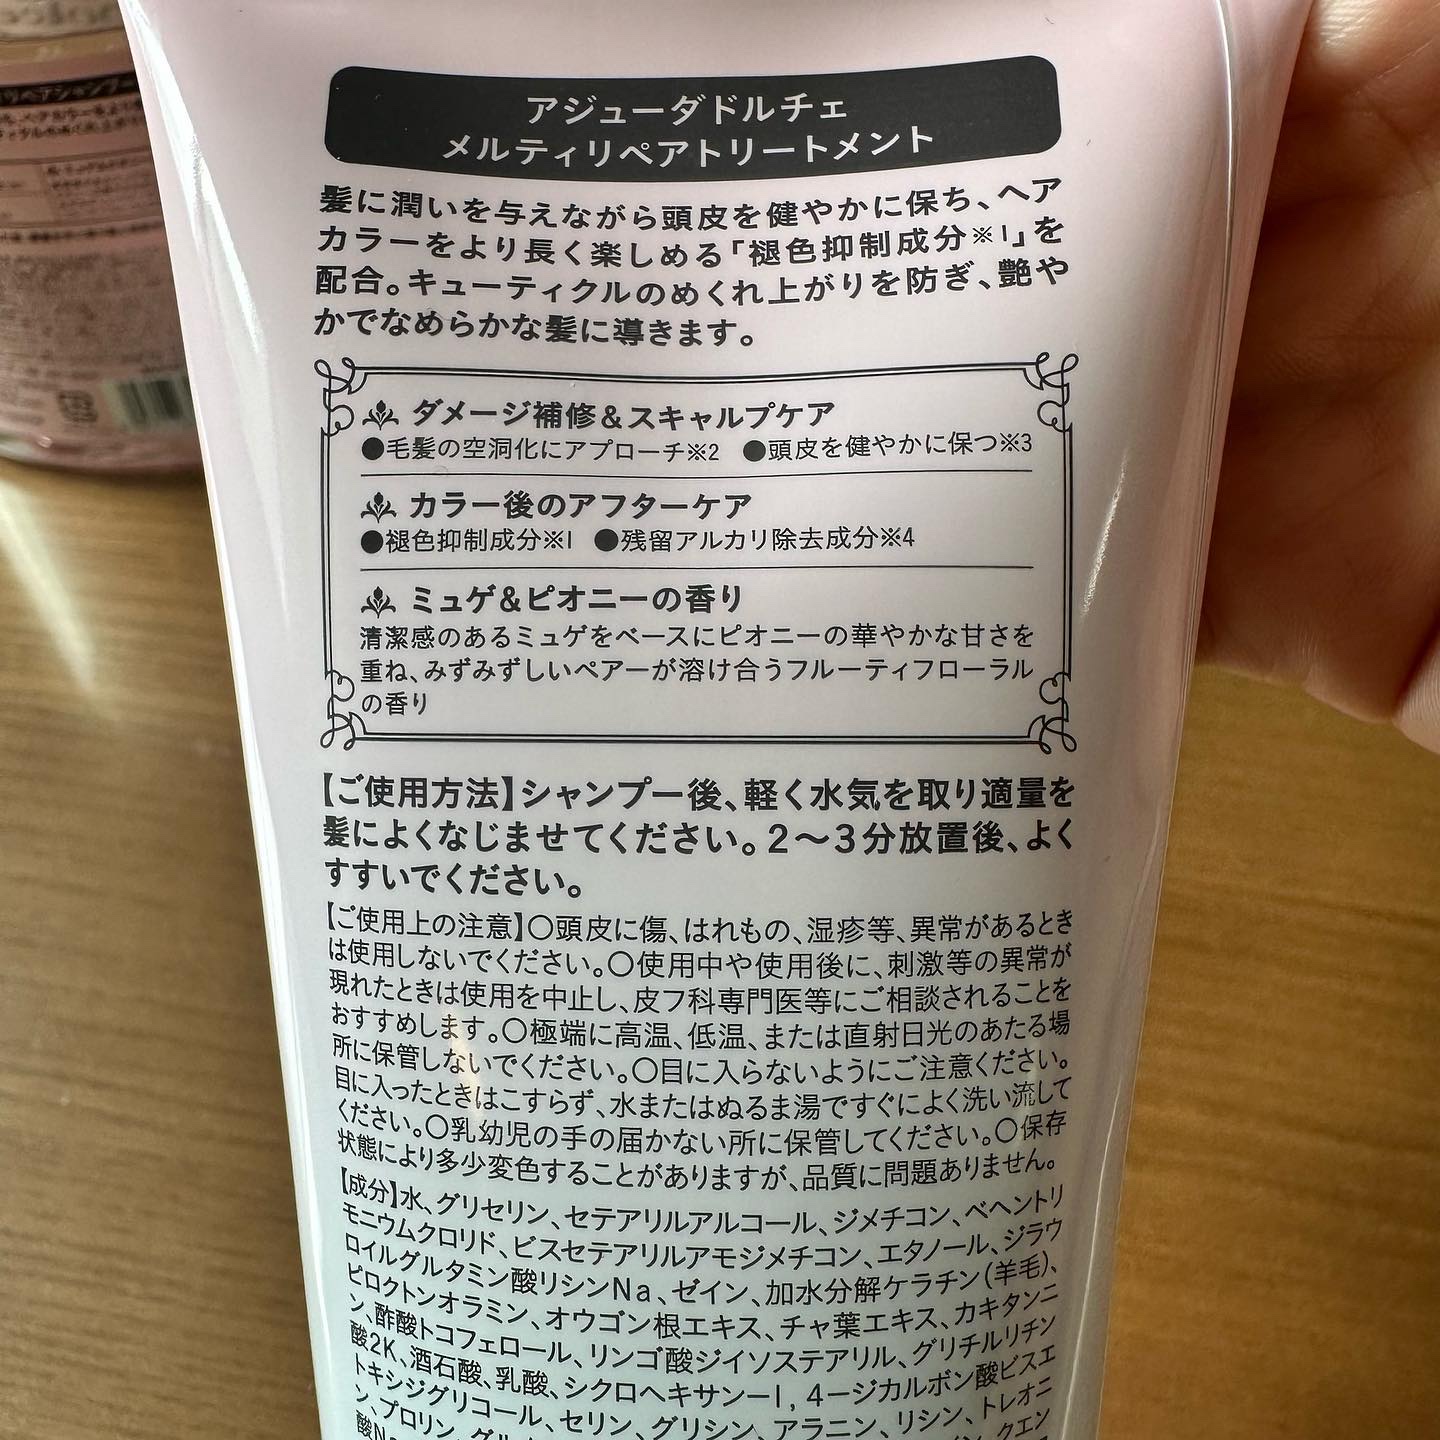 アジューダドルチェ
メルティリペアトリートメント
髪に潤いを与えながら頭皮を健やかに保ち、ヘア
カラーをより長く楽しめる「褪色抑制成分※1」を
配合。キューティクルのめくれ上がりを防ぎ、艶や
かでなめらかな髪に導きます。
ダメージ補修&スキャルプケア
●毛髪の空洞化にアプローチ※2 ●頭皮を健やかに保つ※3
カラー後のアフターケア
●褪色抑制成分※1 ●残留アルカリ除去成分※4
ミュゲ&ピオニーの香り
清潔感のあるミュゲをベースにピオニーの華やかな甘さを
重ね、みずみずしいペアーが溶け合うフルーティフローラル
の香り
【ご使用方法】シャンプー後、軽く水気を取り適量を
髪によくなじませてください。2〜3分放置後、よく
すすいでください。
【ご使用上の注意】○頭皮に傷、はれもの、湿疹等、異常があるとき
は使用しないでください。○使用中や使用後に、刺激等の異常が
現れたときは使用を中止し、皮フ科専門医等にご相談されることを
おすすめします。○極端に高温、低温、または直射日光のあたる場
所に保管しないでください。○目に入らないようにご注意ください。
目に入ったときはこすらず、水またはぬるま湯ですぐによく洗い流して
ください。○乳幼児の手の届かない所に保管してください。○保存
状態により多少変色することがありますが、品質に問題ありません。
【成分】水、グリセリン、セテアリルアルコール、ジメチコン、ベヘントリ
モニウムクロリド、ビスセテアリルアモジメチコン、エタノール、ジラウ
ロイルグルタミン酸リシンNa、ゼイン、加水分解ケラチン(羊毛)、
ピロクトンオラミン、オウゴン根エキス、チャ葉エキス、カキタンニ
ン、酢酸トコフェロール、リンゴ酸ジイソステアリル、グリチルリチン
酸2K、酒石酸、乳酸、シクロヘキサン-1,4-ジカルボン酸ビスエ
トキシジグリコール、セリン、グリシン、アラニン、リシン、トレオニ
ン、プロリン、グル
クエン
酸Na